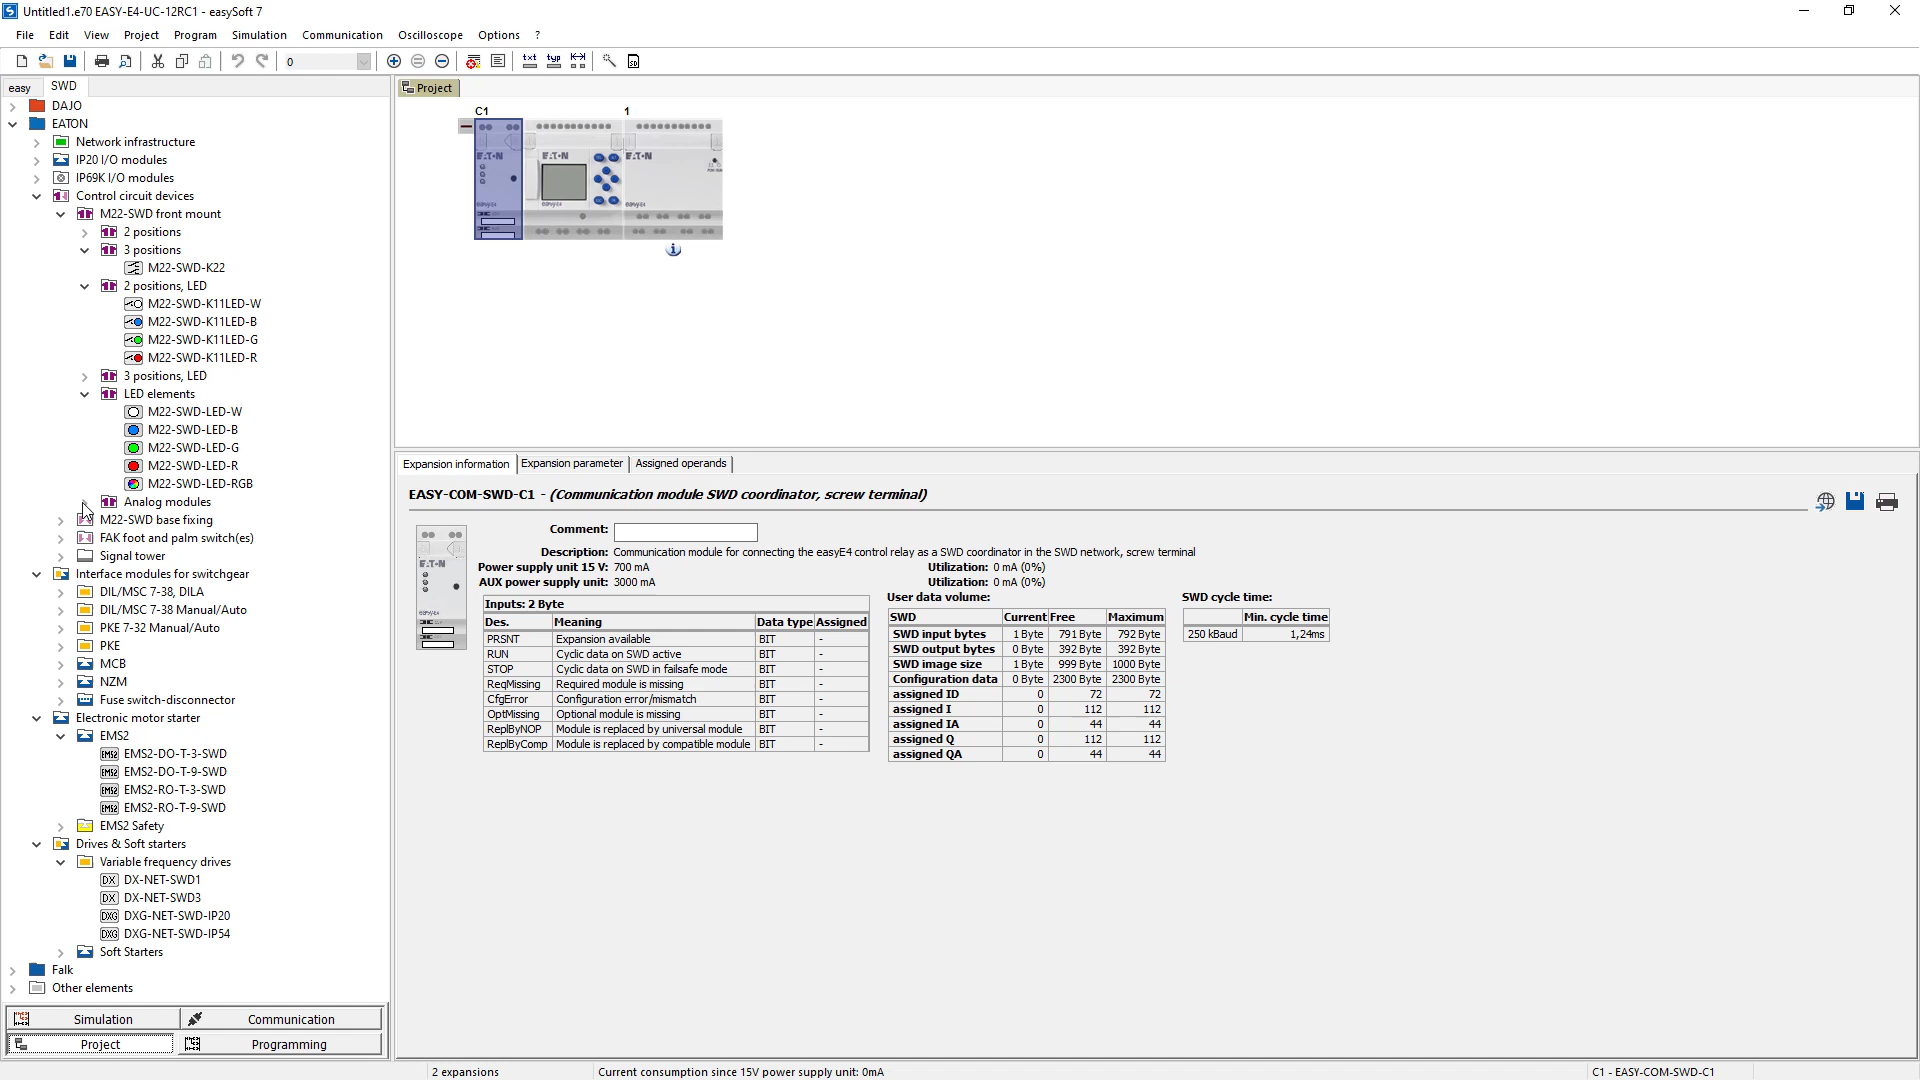 Untitled1.e70 EASY-E4-UC-12RC1 - easySoft 7
File Edit View Project Program Simulation Communication Oscilloscope Options ?
0
txt typ
easy SWD
DAJO
EATON
Network infrastructure
IP20 I/O modules
IP69K I/O modules
Control circuit devices
M22-SWD front mount
2 positions
3 positions
M22-SWD-K22
2 positions, LED
M22-SWD-K11LED-W
M22-SWD-K11LED-B
M22-SWD-K11LED-G
M22-SWD-K11LED-R
3 positions, LED
LED elements
M22-SWD-LED-W
M22-SWD-LED-B
M22-SWD-LED-G
M22-SWD-LED-R
M22-SWD-LED-RGB
Analog modules
M22-SWD base fixing
FAK foot and palm switch(es)
Signal tower
Interface modules for switchgear
DIL/MSC 7-38, DILA
DIL/MSC 7-38 Manual/Auto
PKE 7-32 Manual/Auto
PKE
MCB
NZM
Fuse switch-disconnector
Electronic motor starter
EMS2
EMS2-DO-T-3-SWD
EMS2-DO-T-9-SWD
EMS2-RO-T-3-SWD
EMS2-RO-T-9-SWD
EMS2 Safety
Drives & Soft starters
Variable frequency drives
DX DX-NET-SWD1
DX DX-NET-SWD3
DXG DXG-NET-SWD-IP20
DXG DXG-NET-SWD-IP54
Soft Starters
Falk
Other elements
Simulation Communication
Project Programming
Project
C1 1
EATON EATON EATON
Expansion information Expansion parameter Assigned operands
EASY-COM-SWD-C1 - (Communication module SWD coordinator, screw terminal)
Comment:
Description: Communication module for connecting the easyE4 control relay as a SWD coordinator in the SWD network, screw terminal
Power supply unit 15 V: 700 mA Utilization: 0 mA (0%)
AUX power supply unit: 3000 mA Utilization: 0 mA (0%)
EATON
Inputs: 2 Byte
Des. Meaning Data type Assigned
PRSNT Expansion available BIT -
RUN Cyclic data on SWD active BIT -
STOP Cyclic data on SWD in failsafe mode BIT -
ReqMissing Required module is missing BIT -
CfgError Configuration error/mismatch BIT -
OptMissing Optional module is missing BIT -
ReplByNOP Module is replaced by universal module BIT -
ReplByComp Module is replaced by compatible module BIT -
User data volume:
SWD Current Free Maximum
SWD input bytes 1 Byte 791 Byte 792 Byte
SWD output bytes 0 Byte 392 Byte 392 Byte
SWD image size 1 Byte 999 Byte 1000 Byte
Configuration data 0 Byte 2300 Byte 2300 Byte
assigned ID 0 72 72
assigned I 0 112 112
assigned IA 0 44 44
assigned Q 0 112 112
assigned QA 0 44 44
SWD cycle time:
Min. cycle time
250 kBaud 1,24ms
2 expansions Current consumption since 15V power supply unit: 0mA C1 - EASY-COM-SWD-C1